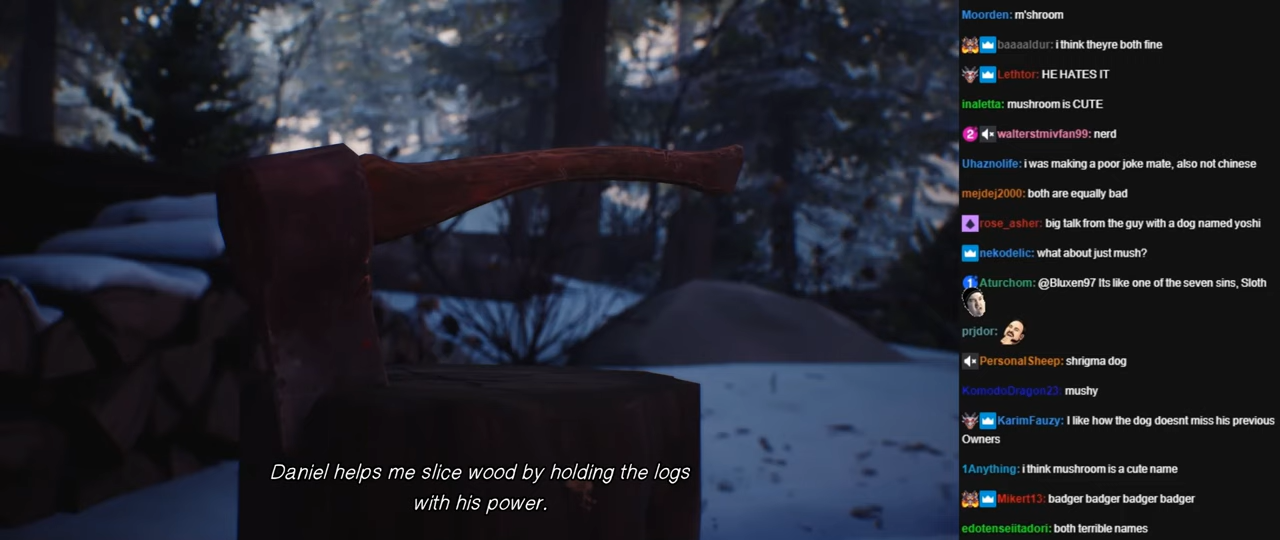 Daniel helps me slice wood by holding the logs
with his power.
Moorden: m'shroom
baaaaldur: i think theyre both fine
Lethtor: HE HATES IT
inaletta: mushroom is CUTE
2 walterstmivfan99: nerd
Uhaznolife: i was making a poor joke mate, also not chinese
mejdej2000: both are equally bad
rose_asher: big talk from the guy with a dog named yoshi
nekodelic: what about just mush?
1 Aturchom: @Bluxen97 Its like one of the seven sins, Sloth
prjdor:
PersonalSheep: shrigma dog
KomodoDragon23: mushy
KarimFauzy: I like how the dog doesnt miss his previous
Owners
1Anything: i think mushroom is a cute name
Mikert13: badger badger badger badger
edotenseiitadori: both terrible names